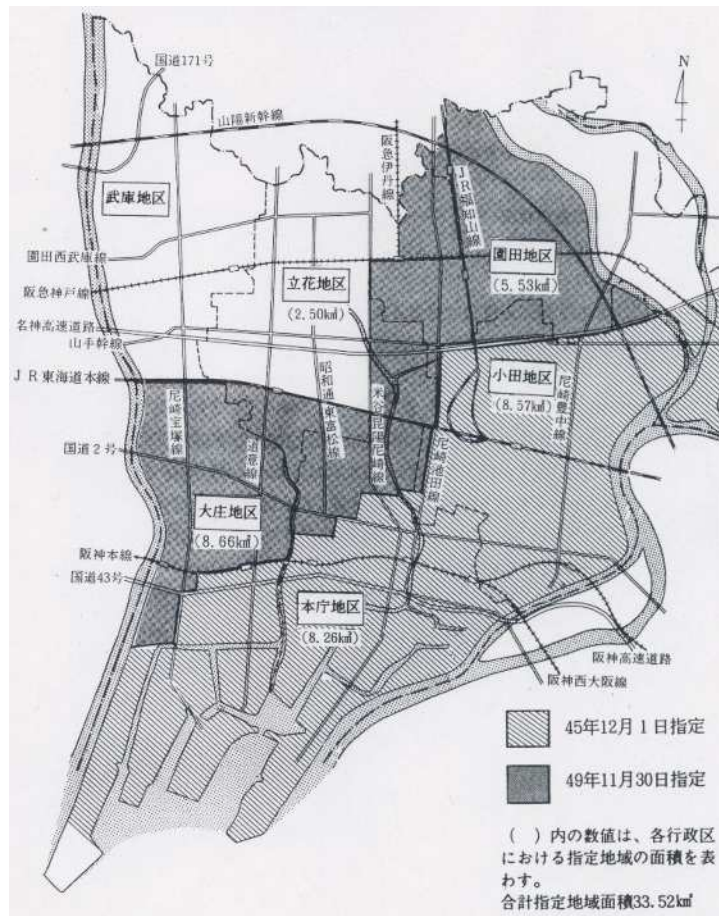 国道171号
N
山陽新幹線
阪急伊丹線
JR福知山線
武庫地区
園田地区
(5.53km²)
園田西武庫線
立花地区
(2.50km²)
阪急神戸線
名神高速道路
山手幹線
小田地区
(8.57km²)
尼崎豊中線
JR東海道本線
昭和通東富松線
米谷昆陽尼崎線
尼崎宝塚線
道意線
尼崎池田線
国道2号
大庄地区
(8.66km²)
阪神本線
国道43号
本庁地区
(8.26km²)
阪神高速道路
阪神西大阪線
45年12月1日指定
49年11月30日指定
( )内の数値は、各行政区
における指定地域の面積を表
わす。
合計指定地域面積33.52km²